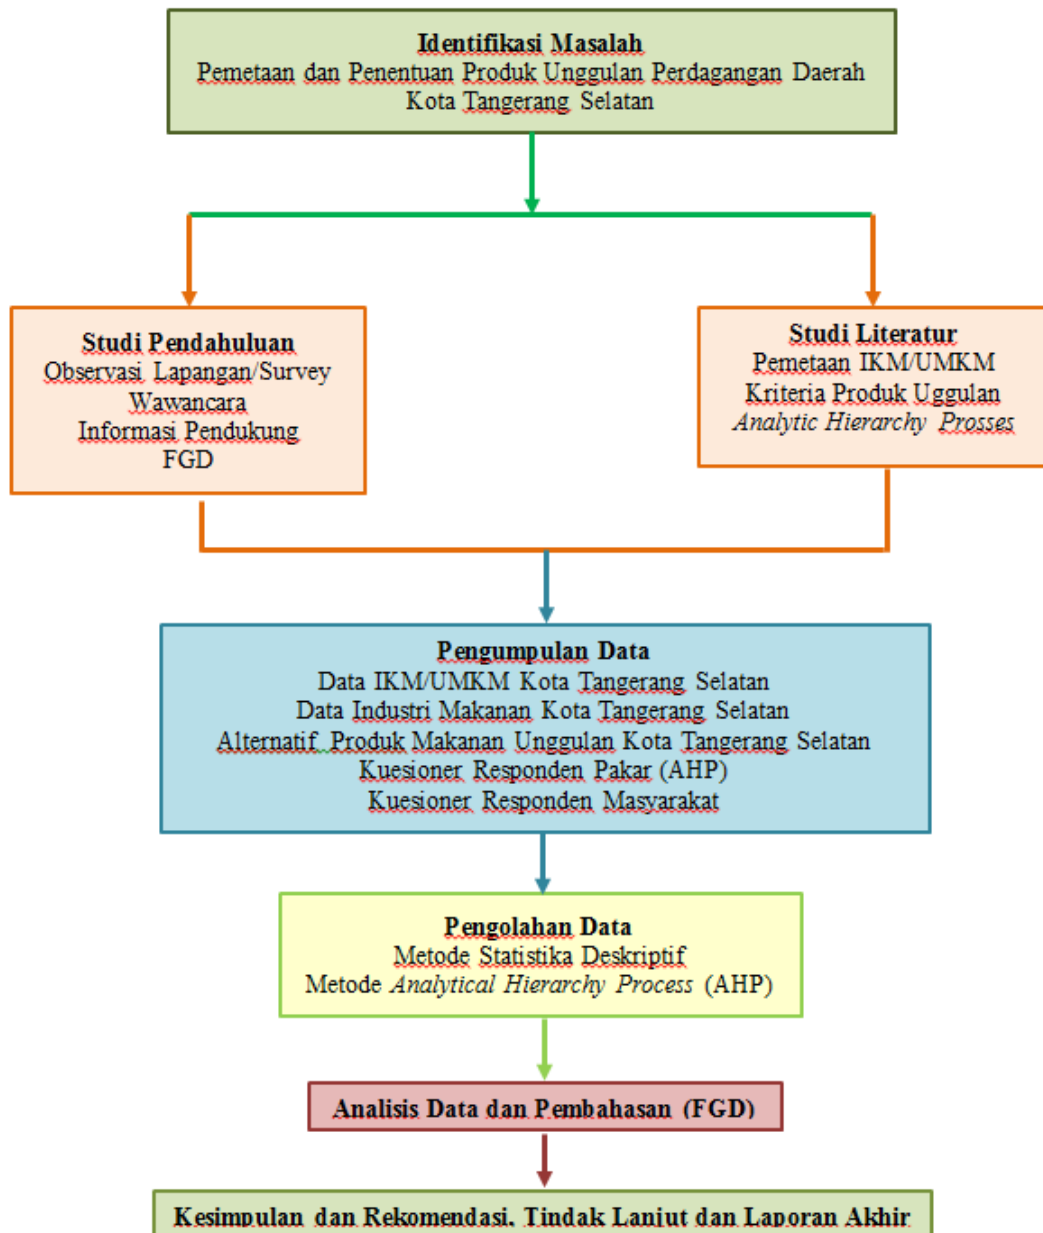 Identifikasi Masalah
Pemetaan dan Penentuan Produk Unggulan Perdagangan Daerah
Kota Tangerang Selatan
Studi Pendahuluan
Observasi Lapangan/Survey
Wawancara
Informasi Pendukung
FGD
Studi Literatur
Pemetaan IKM/UMKM
Kriteria Produk Uggulan
Analytic Hierarchy Prosses
Pengumpulan Data
Data IKM/UMKM Kota Tangerang Selatan
Data Industri Makanan Kota Tangerang Selatan
Alternatif Produk Makanan Unggulan Kota Tangerang Selatan
Kuesioner Responden Pakar (AHP)
Kuesioner Responden Masyarakat
Pengolahan Data
Metode Statistika Deskriptif
Metode Analytical Hierarchy Process (AHP)
Analisis Data dan Pembahasan (FGD)
Kesimpulan dan Rekomendasi, Tindak Lanjut dan Laporan Akhir